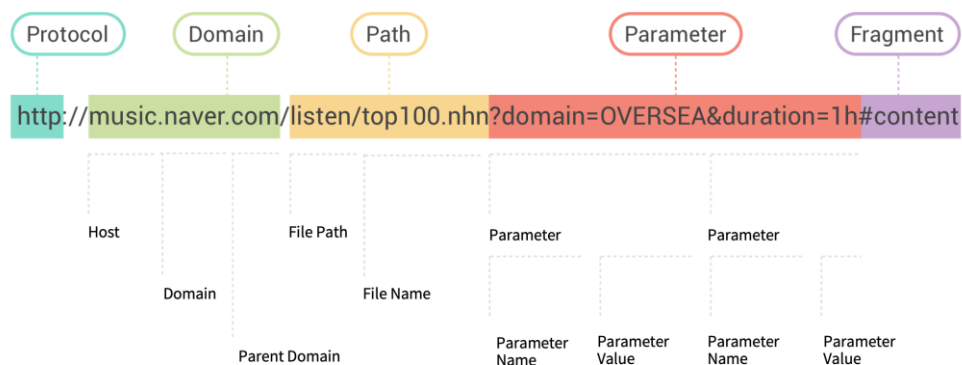 Protocol Domain Path Parameter Fragment
http://music.naver.com/listen/top100.nhn?domain=OVERSEA&duration=1h#content
Host File Path Parameter Parameter
Domain File Name
Parent Domain
Parameter Name
Parameter Value
Parameter Name
Parameter Value